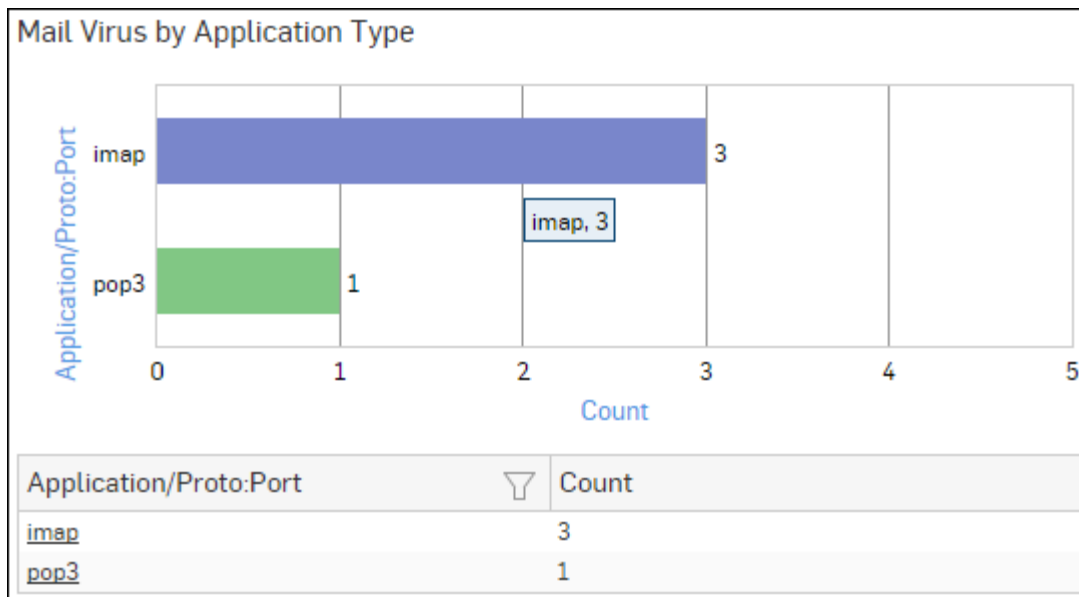 Mail Virus by Application Type
Application/Proto:Port
imap
3
imap, 3
pop3
1
0 1 2 3 4 5
Count
Application/Proto:Port Count
imap 3
pop3 1